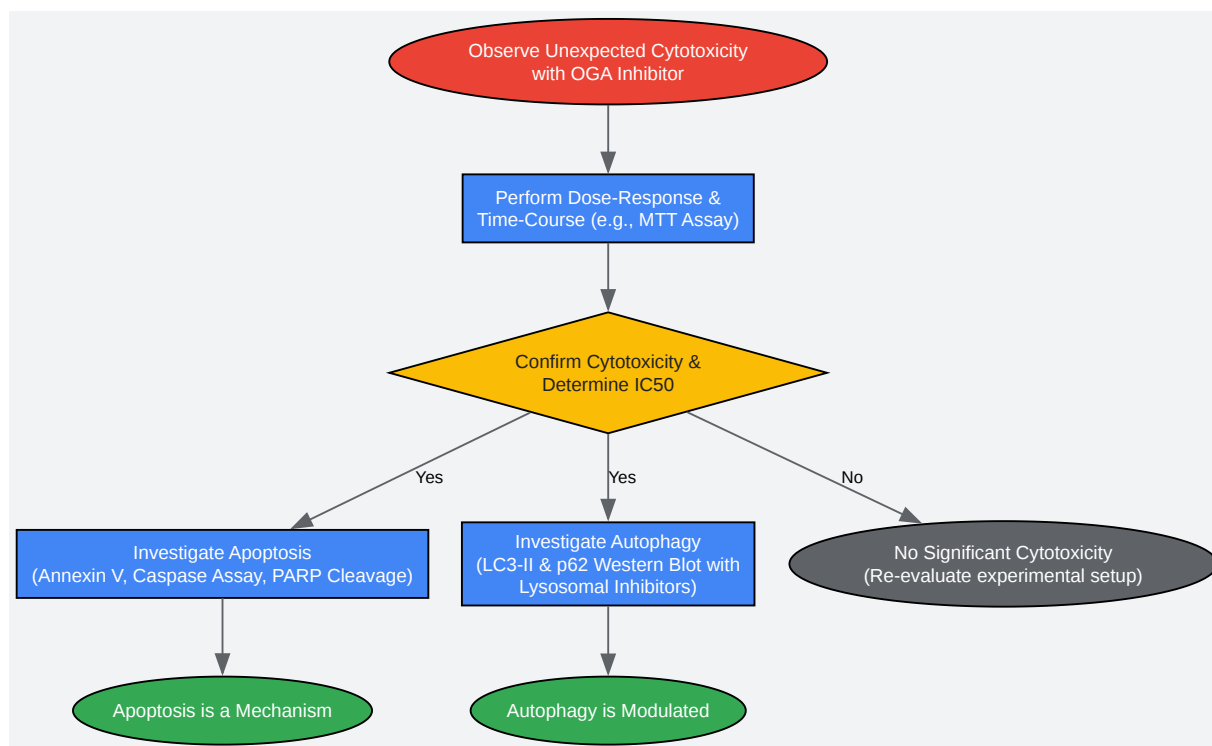 Observe Unexpected Cytotoxicity
with OGA Inhibitor
Perform Dose-Response &
Time-Course (e.g., MTT Assay)
Confirm Cytotoxicity &
Determine IC50
Yes
Yes
No
Investigate Apoptosis
(Annexin V, Caspase Assay, PARP Cleavage)
Investigate Autophagy
(LC3-II & p62 Western Blot with
Lysosomal Inhibitors)
No Significant Cytotoxicity
(Re-evaluate experimental setup)
Apoptosis is a Mechanism
Autophagy is Modulated